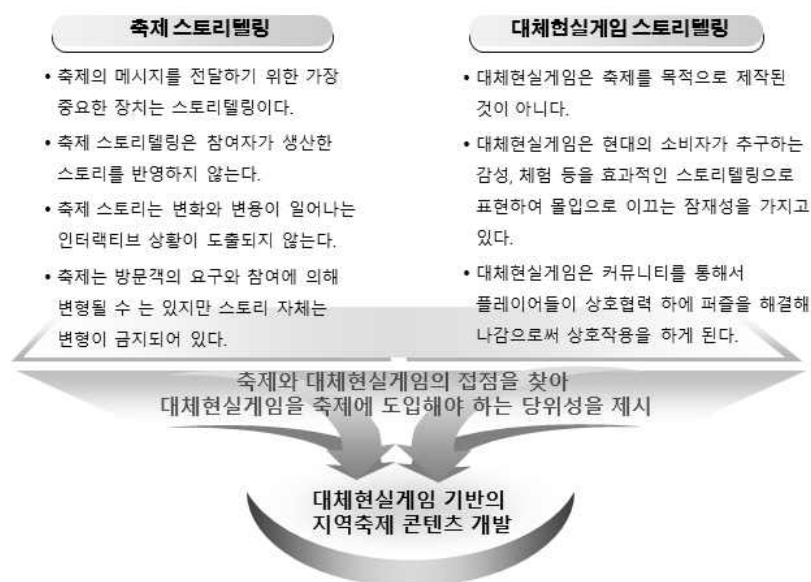 축제 스토리텔링
• 축제의 메시지를 전달하기 위한 가장
중요한 장치는 스토리텔링이다.
• 축제 스토리텔링은 참여자가 생산한
스토리를 반영하지 않는다.
• 축제 스토리는 변화와 변용이 일어나는
인터랙티브 상황이 도출되지 않는다.
• 축제는 방문객의 요구와 참여에 의해
변형될 수 는 있지만 스토리 자체는
변형이 금지되어 있다.
대체현실게임 스토리텔링
• 대체현실게임은 축제를 목적으로 제작된
것이 아니다.
• 대체현실게임은 현대의 소비자가 추구하는
감성, 체험 등을 효과적인 스토리텔링으로
표현하여 몰입으로 이끄는 잠재성을 가지고
있다.
• 대체현실게임은 커뮤니티를 통해서
플레이어들이 상호협력 하에 퍼즐을 해결해
나감으로써 상호작용을 하게 된다.
축제와 대체현실게임의 접점을 찾아
대체현실게임을 축제에 도입해야 하는 당위성을 제시
대체현실게임 기반의
지역축제 콘텐츠 개발